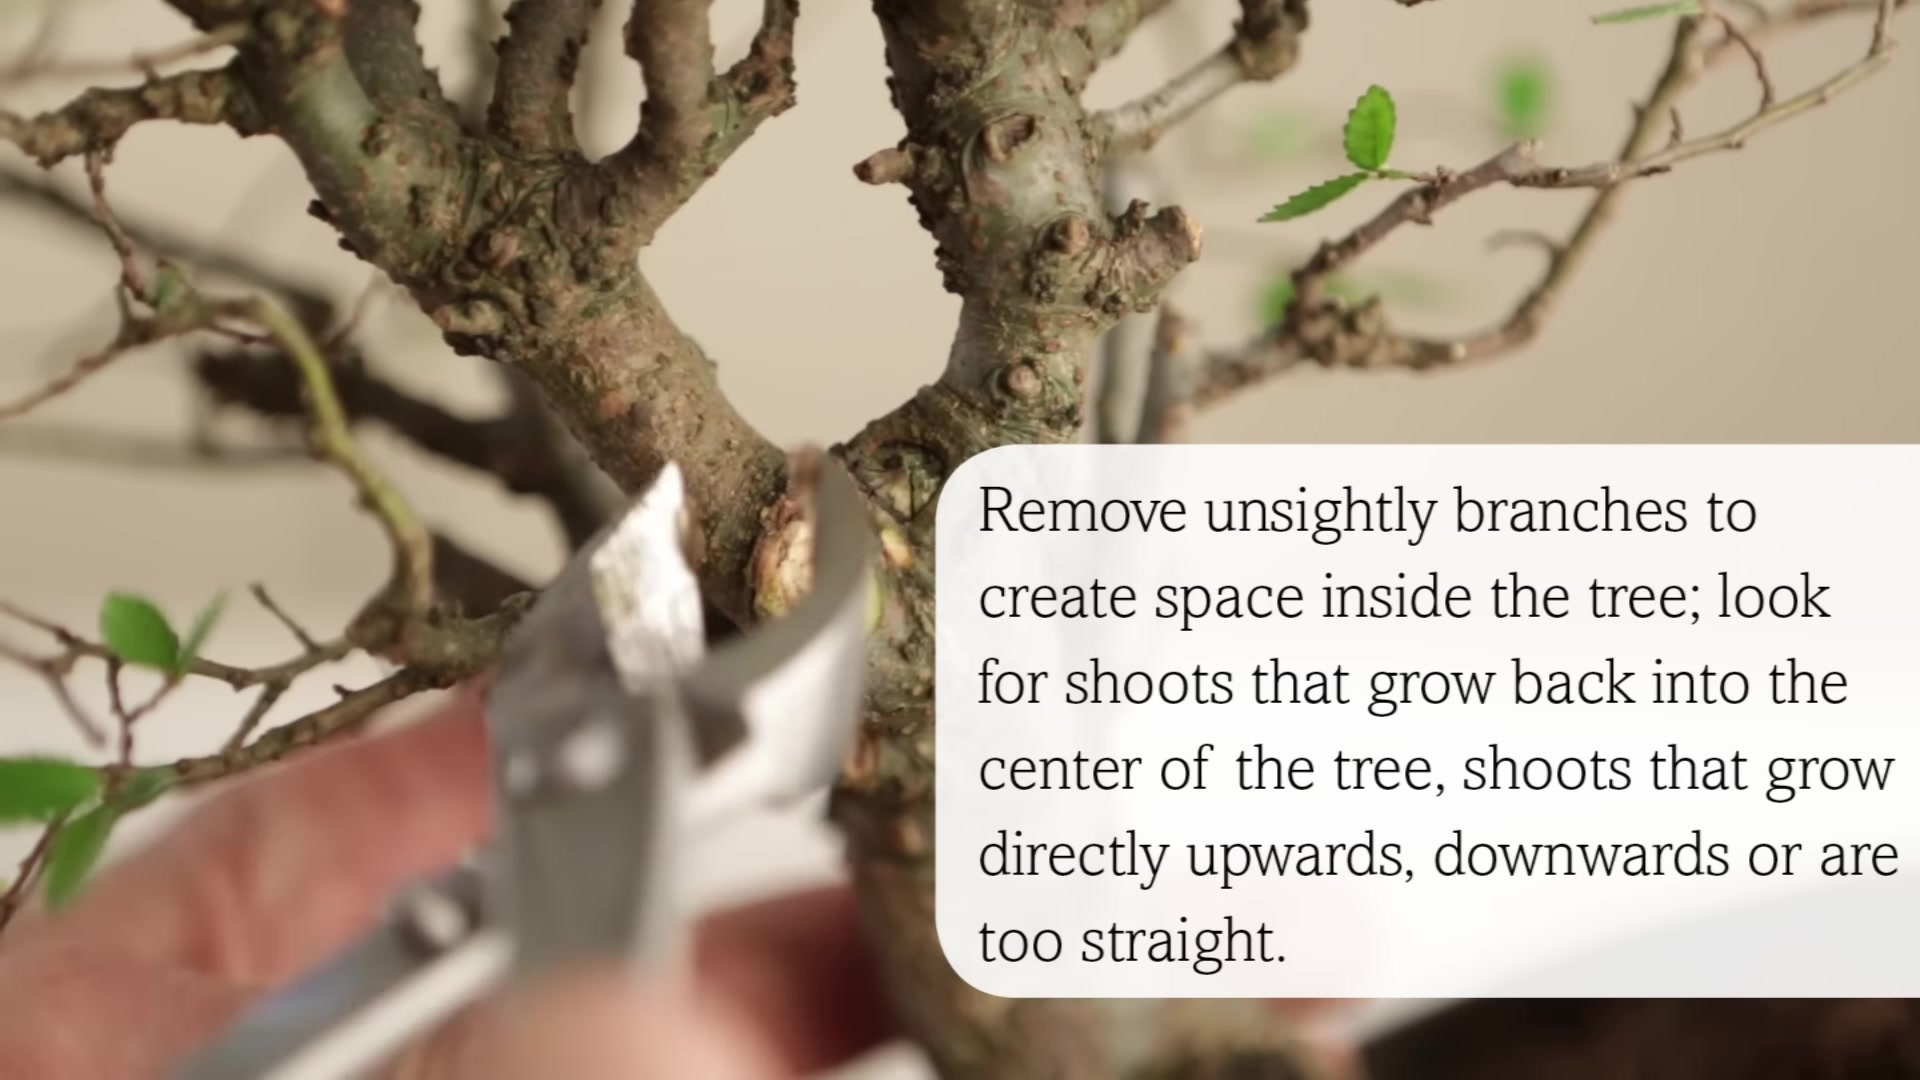 Remove unsightly branches to
create space inside the tree; look
for shoots that grow back into the
center of the tree, shoots that grow
directly upwards, downwards or are
too straight.